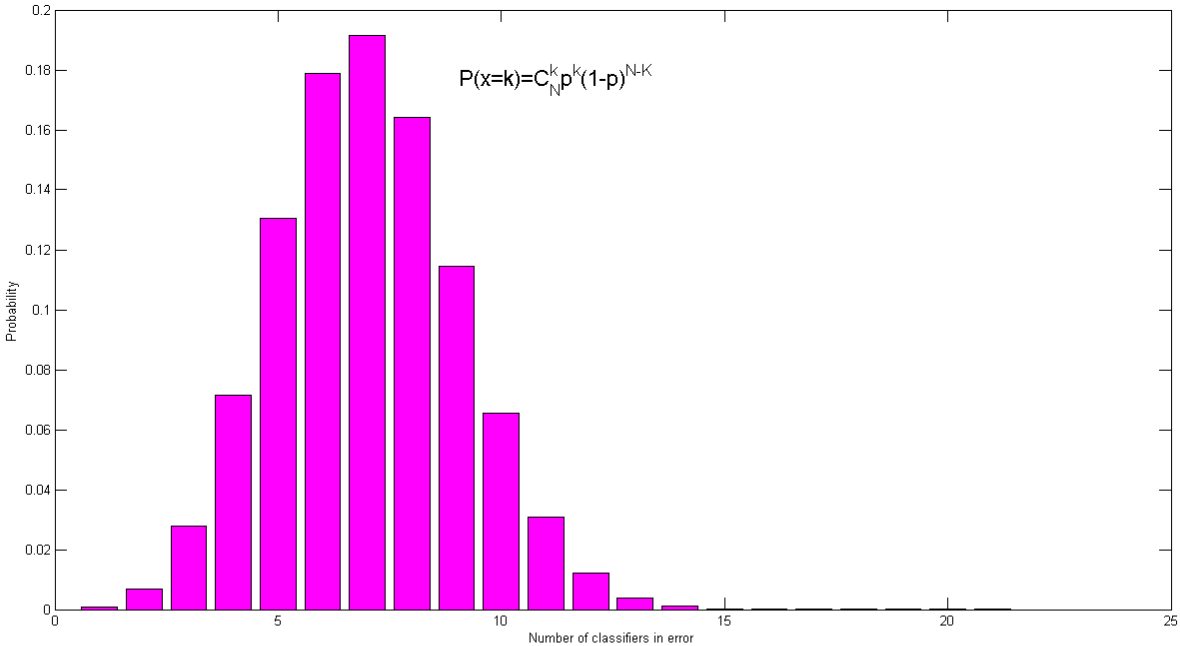 0.2
0.18
0.16
0.14
0.12
0.1
0.08
0.06
0.04
0.02
0
P(x=k)=C_N^k p^k(1-p)^{N-K}
Probability
0 5 10 15 20 25
Number of classifiers in error